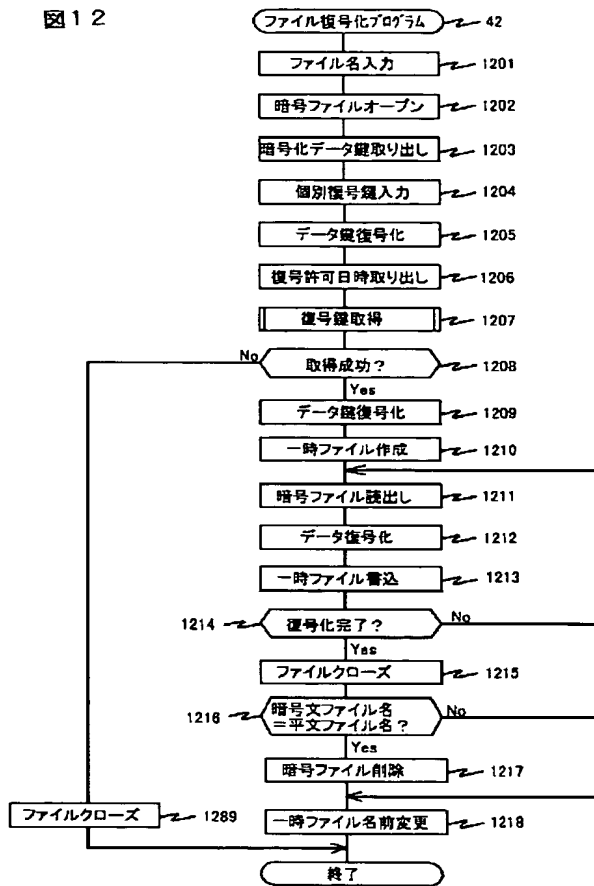 図12
ファイル復号化プログラム 42
ファイル名入力 1201
暗号ファイルオープン 1202
暗号化データ鍵取り出し 1203
個別復号鍵入力 1204
データ鍵復号化 1205
復号許可日時取り出し 1206
復号鍵取得 1207
No
取得成功? 1208
Yes
データ鍵復号化 1209
一時ファイル作成 1210
暗号ファイル読出し 1211
データ復号化 1212
一時ファイル書込 1213
1214 復号化完了? No
Yes
ファイルクローズ 1215
1216 暗号文ファイル名
=平文ファイル名? No
Yes
暗号ファイル削除 1217
ファイルクローズ 1289
一時ファイル名前変更 1218
終了